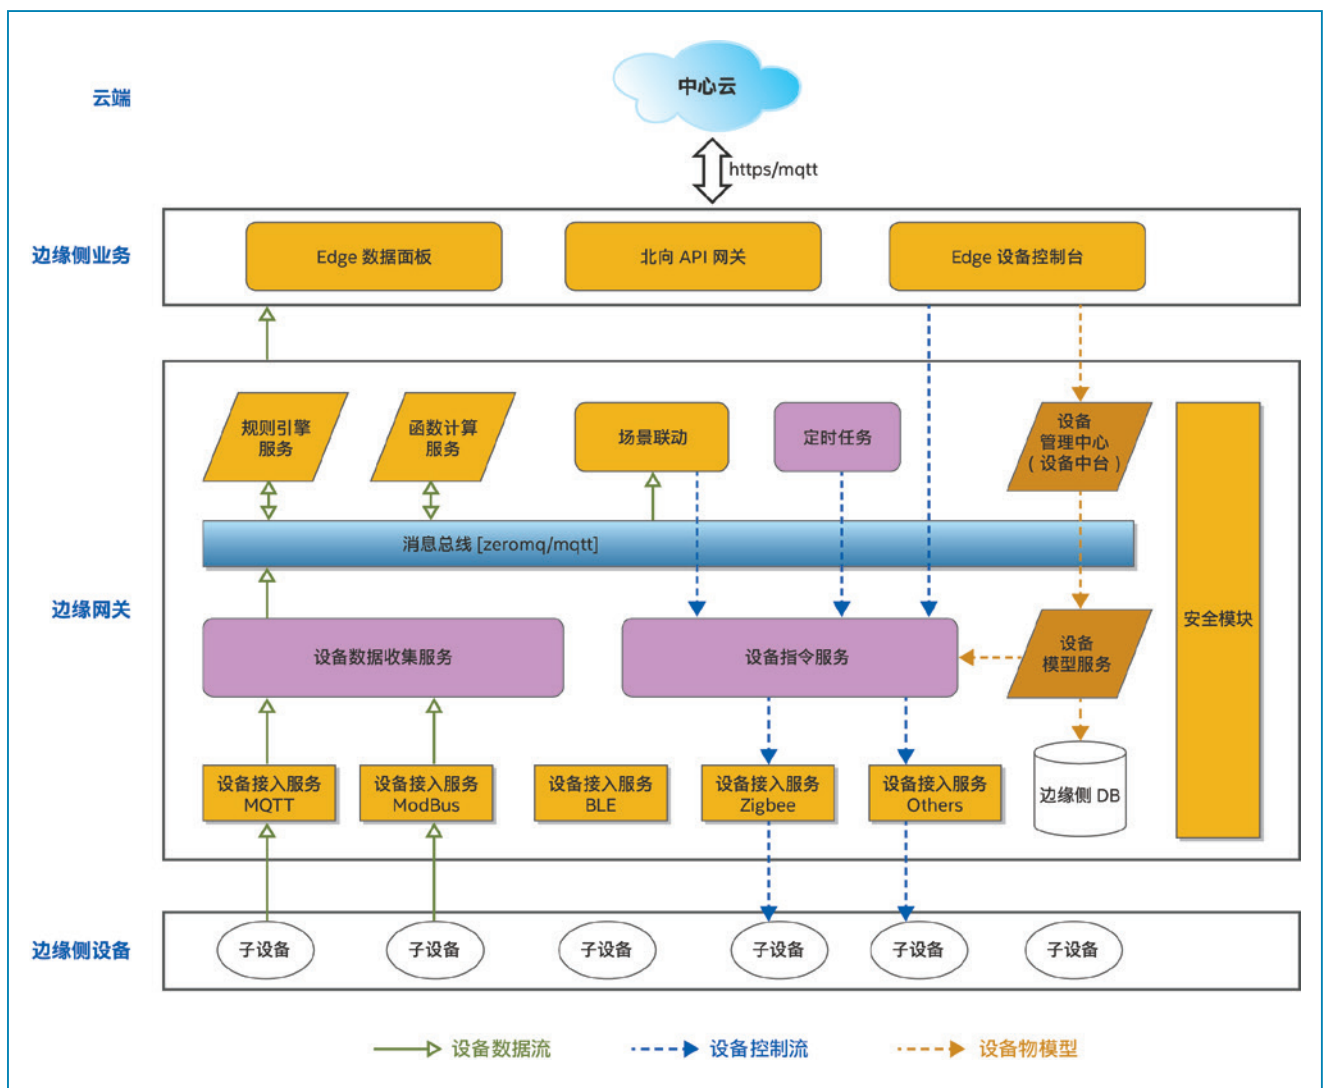 云端
中心云
https/mqtt
边缘侧业务
Edge 数据面板
北向 API 网关
Edge 设备控制台
边缘网关
规则引擎
服务
函数计算
服务
场景联动
定时任务
设备
管理中心
(设备中台)
消息总线 [zeromq/mqtt]
设备数据收集服务
设备指令服务
设备
模型服务
安全模块
设备接入服务
MQTT
设备接入服务
ModBus
设备接入服务
BLE
设备接入服务
Zigbee
设备接入服务
Others
边缘侧 DB
边缘侧设备
子设备
子设备
子设备
子设备
子设备
子设备
设备数据流
设备控制流
设备物模型